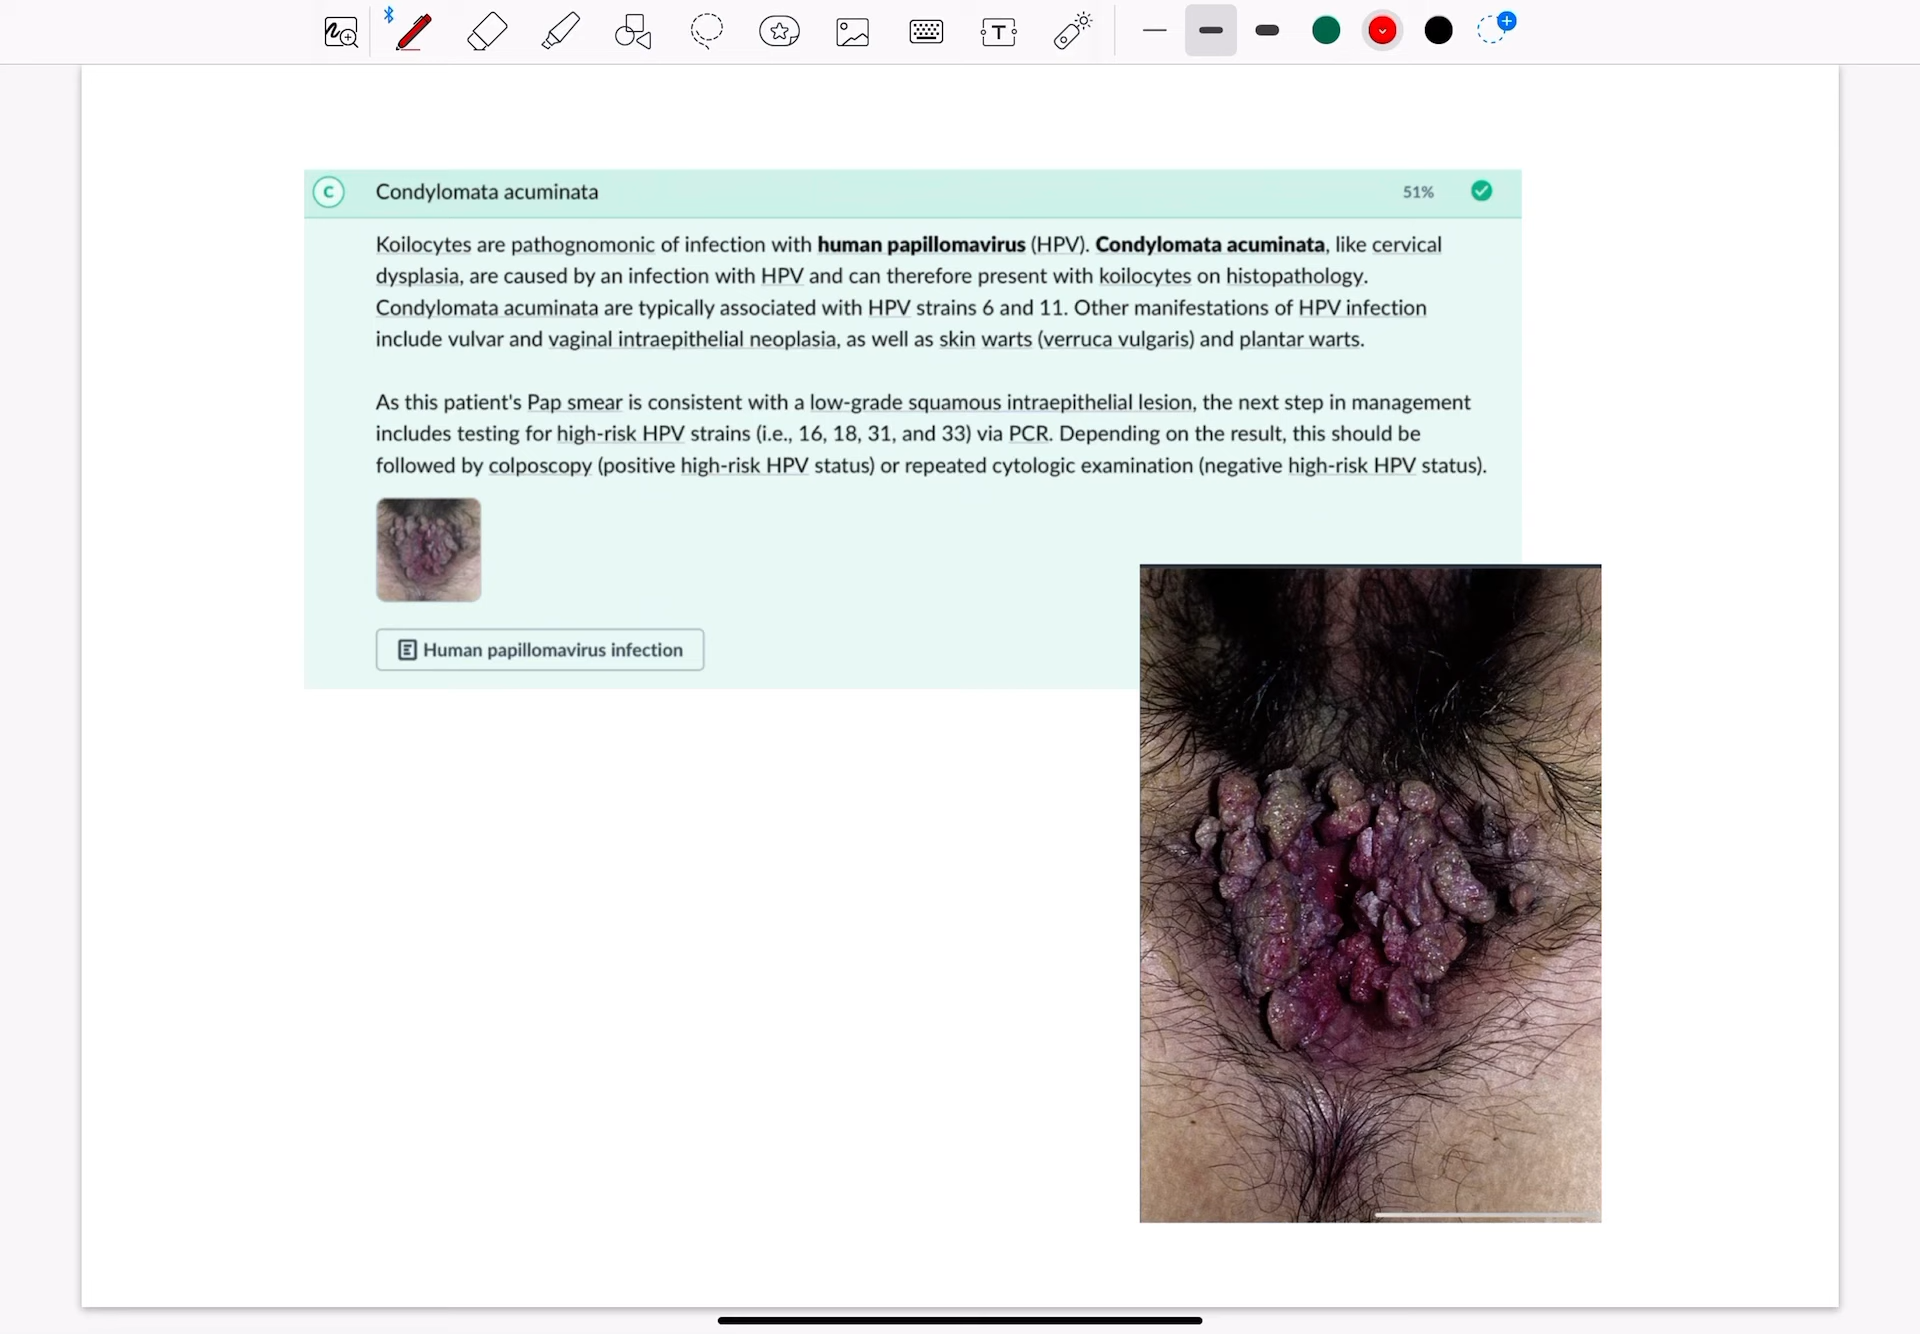 C Condylomata acuminata 51%
Koilocytes are pathognomonic of infection with human papillomavirus (HPV). Condylomata acuminata, like cervical
dysplasia, are caused by an infection with HPV and can therefore present with koilocytes on histopathology.
Condylomata acuminata are typically associated with HPV strains 6 and 11. Other manifestations of HPV infection
include vulvar and vaginal intraepithelial neoplasia, as well as skin warts (verruca vulgaris) and plantar warts.
As this patient's Pap smear is consistent with a low-grade squamous intraepithelial lesion, the next step in management
includes testing for high-risk HPV strains (i.e., 16, 18, 31, and 33) via PCR. Depending on the result, this should be
followed by colposcopy (positive high-risk HPV status) or repeated cytologic examination (negative high-risk HPV status).
Human papillomavirus infection